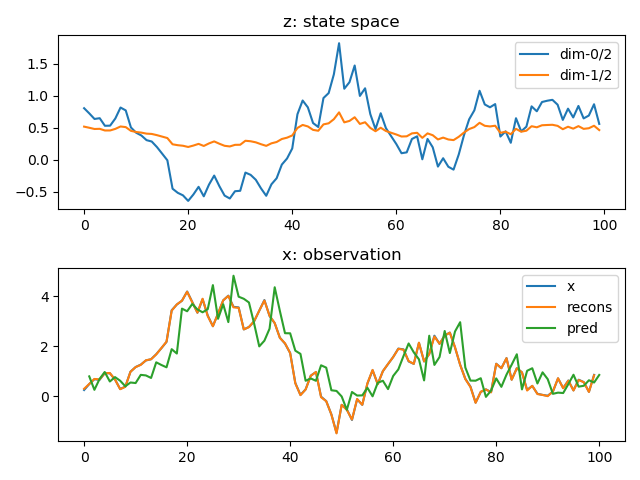 z: state space
dim-0/2
dim-1/2
1.5
1.0
0.5
0.0
−0.5
0 20 40 60 80 100
x: observation
x
recons
pred
4
2
0
0 20 40 60 80 100